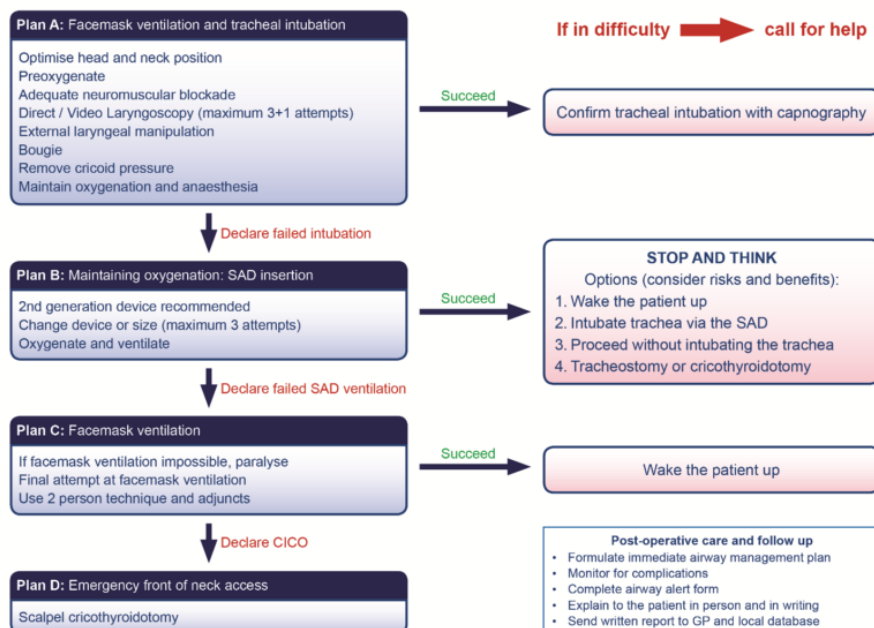 Plan A: Facemask ventilation and tracheal intubation
Optimise head and neck position
Preoxygenate
Adequate neuromuscular blockade
Direct / Video Laryngoscopy (maximum 3+1 attempts)
External laryngeal manipulation
Bougie
Remove cricoid pressure
Maintain oxygenation and anaesthesia
If in difficulty
call for help
Succeed
Confirm tracheal intubation with capnography
Declare failed intubation
Plan B: Maintaining oxygenation: SAD insertion
2nd generation device recommended
Change device or size (maximum 3 attempts)
Oxygenate and ventilate
Succeed
STOP AND THINK
Options (consider risks and benefits):
1. Wake the patient up
2. Intubate trachea via the SAD
3. Proceed without intubating the trachea
4. Tracheostomy or cricothyroidotomy
Declare failed SAD ventilation
Plan C: Facemask ventilation
If facemask ventilation impossible, paralyse
Final attempt at facemask ventilation
Use 2 person technique and adjuncts
Succeed
Wake the patient up
Declare CICO
Plan D: Emergency front of neck access
Scalpel cricothyroidotomy
Post-operative care and follow up
• Formulate immediate airway management plan
• Monitor for complications
• Complete airway alert form
• Explain to the patient in person and in writing
• Send written report to GP and local database